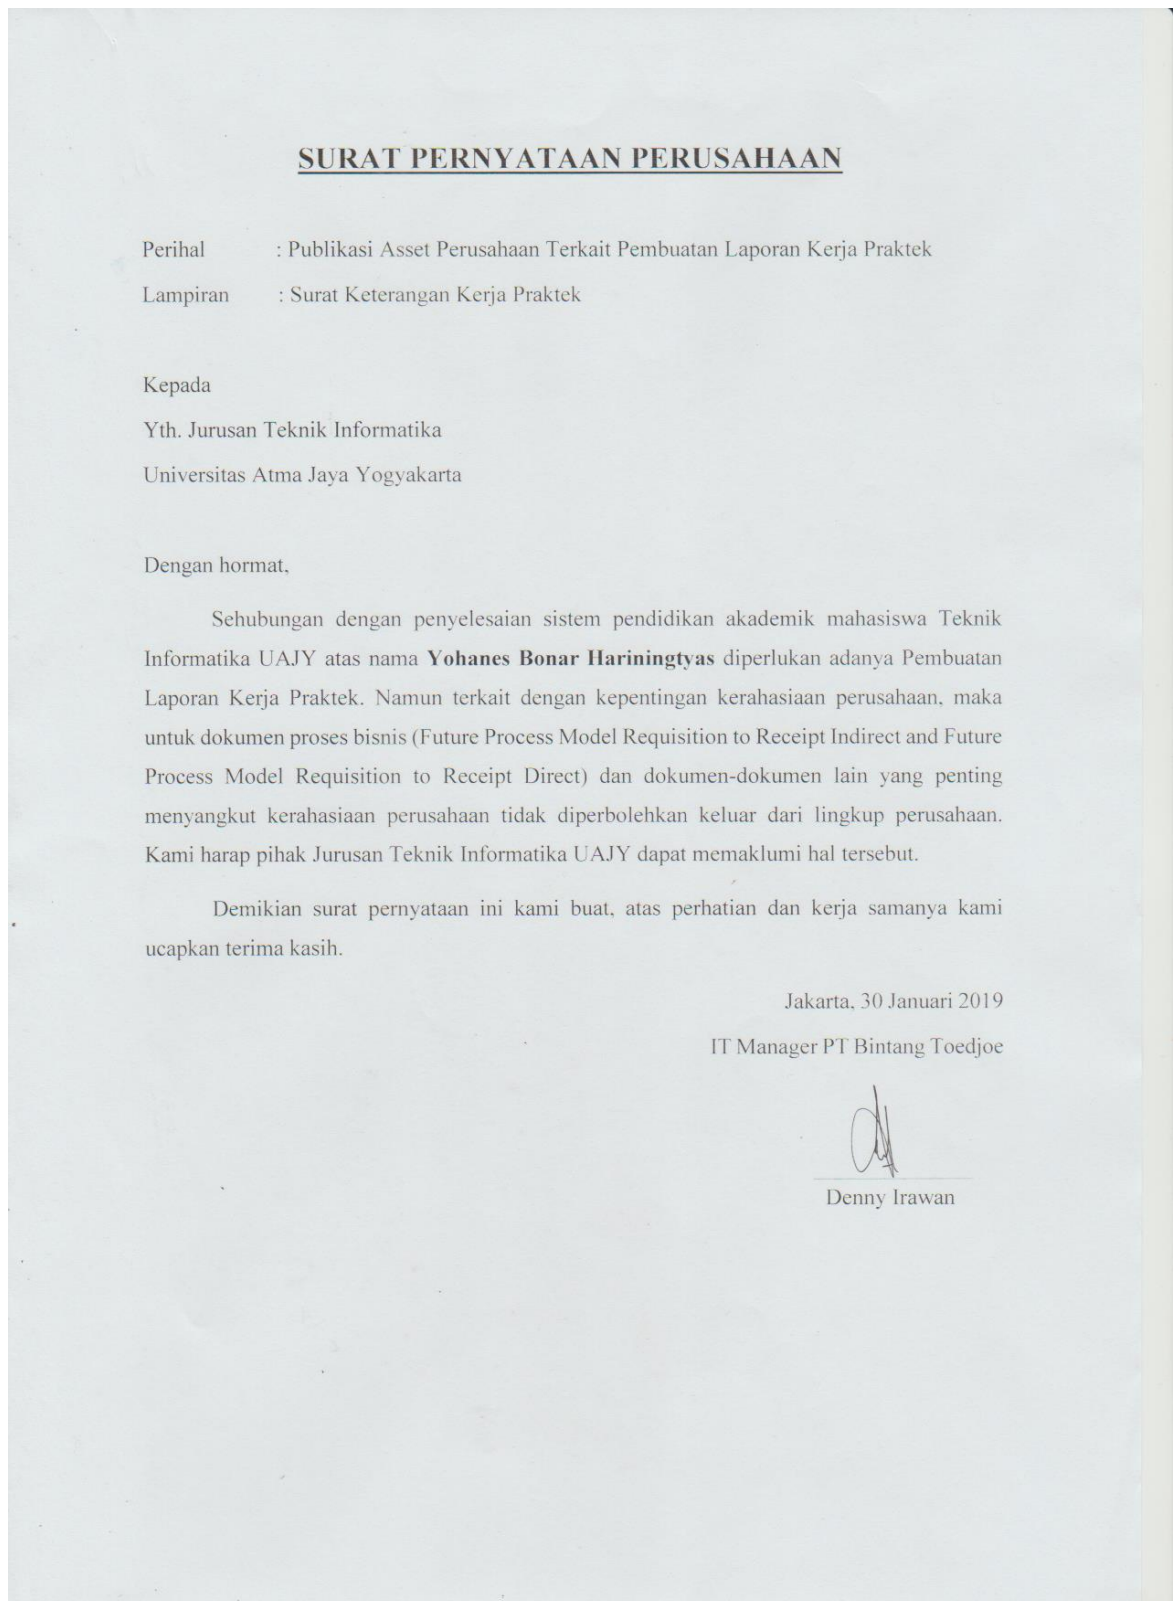 SURAT PERNYATAAN PERUSAHAAN
Perihal : Publikasi Asset Perusahaan Terkait Pembuatan Laporan Kerja Praktek
Lampiran : Surat Keterangan Kerja Praktek
Kepada
Yth. Jurusan Teknik Informatika
Universitas Atma Jaya Yogyakarta
Dengan hormat,
Sehubungan dengan penyelesaian sistem pendidikan akademik mahasiswa Teknik
Informatika UAJY atas nama Yohanes Bonar Hariningtyas diperlukan adanya Pembuatan
Laporan Kerja Praktek. Namun terkait dengan kepentingan kerahasiaan perusahaan, maka
untuk dokumen proses bisnis (Future Process Model Requisition to Receipt Indirect and Future
Process Model Requisition to Receipt Direct) dan dokumen-dokumen lain yang penting
menyangkut kerahasiaan perusahaan tidak diperbolehkan keluar dari lingkup perusahaan.
Kami harap pihak Jurusan Teknik Informatika UAJY dapat memaklumi hal tersebut.
Demikian surat pernyataan ini kami buat, atas perhatian dan kerja samanya kami
ucapkan terima kasih.
Jakarta, 30 Januari 2019
IT Manager PT Bintang Toedjoe
Denny Irawan